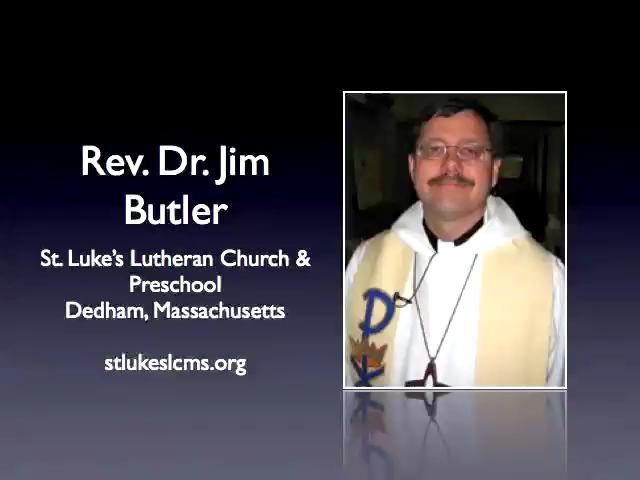 Rev. Dr. Jim
Butler
St. Luke's Lutheran Church &
Preschool
Dedham, Massachusetts
stlukeslcms.org